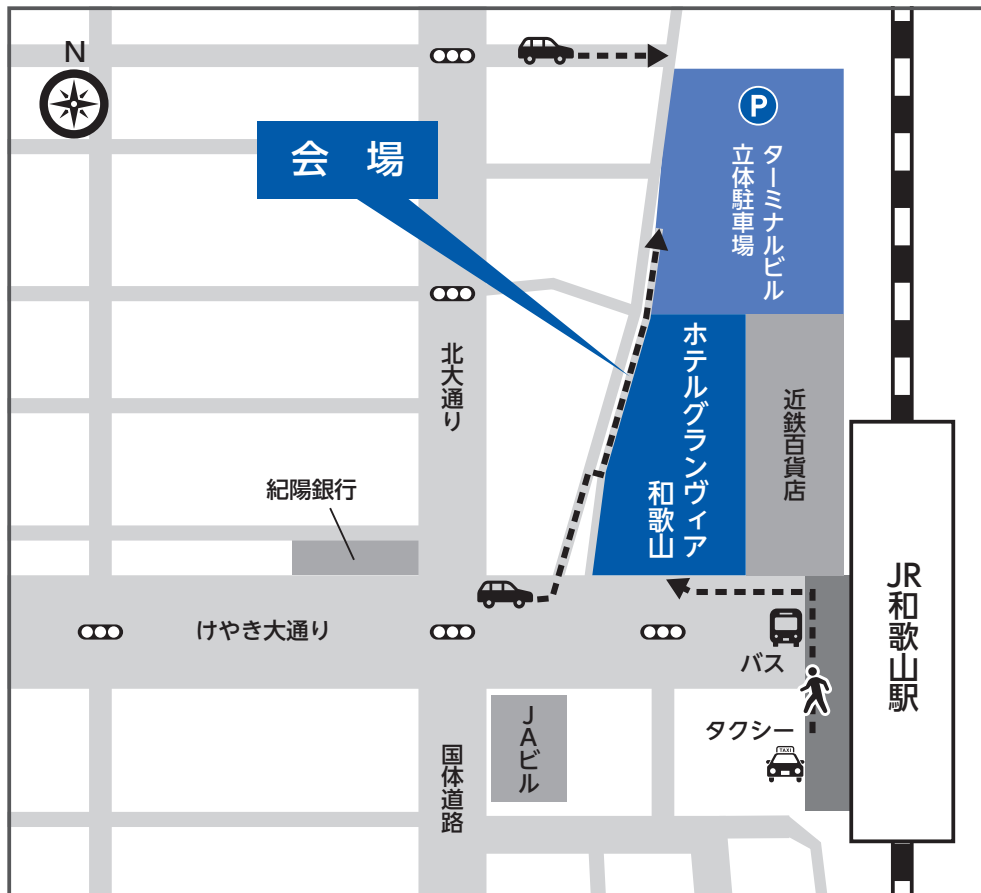 N
会 場
P
ターミナルビル
立体駐車場
北大通り
ホテルグランヴィア
和歌山
近鉄百貨店
紀陽銀行
JR和歌山駅
けやき大通り
バス
JAビル
タクシー
TAXI
国体道路